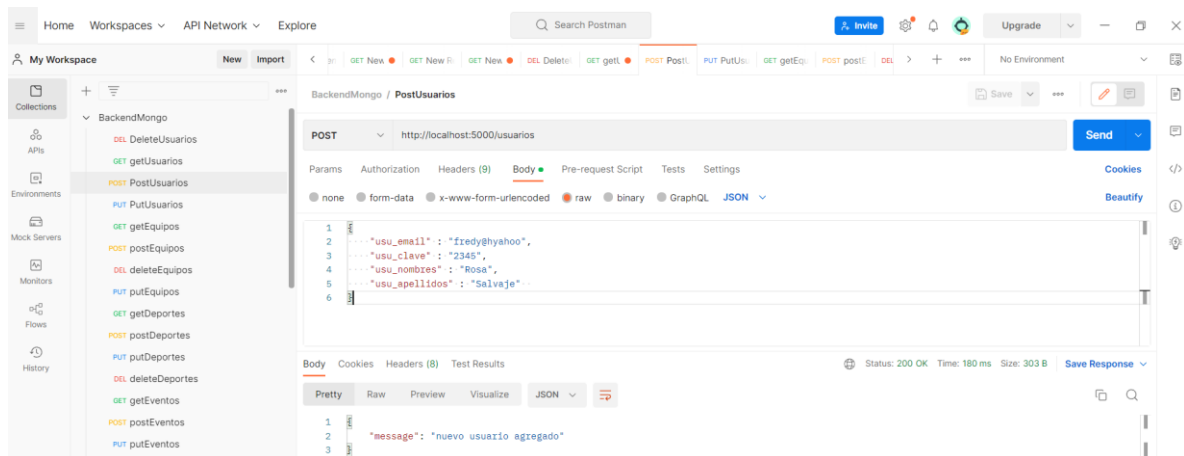 Home Workspaces API Network Explore Search Postman Invite Upgrade
My Workspace New Import GET New GET New R GET New DEL Delete GET getU POST PostU PUT PutUsu GET getEqu POST postE DEL No Environment
Collections
APIs
Environments
Mock Servers
Monitors
Flows
History
BackendMongo
DEL DeleteUsuarios
GET getUsuarios
POST PostUsuarios
PUT PutUsuarios
GET getEquipos
POST postEquipos
DEL deleteEquipos
PUT putEquipos
GET getDeportes
POST postDeportes
PUT putDeportes
DEL deleteDeportes
GET getEventos
POST postEventos
PUT putEventos
BackendMongo / PostUsuarios Save
POST http://localhost:5000/usuarios Send
Params Authorization Headers (9) Body Pre-request Script Tests Settings Cookies
none form-data x-www-form-urlencoded raw binary GraphQL JSON Beautify
1 {
2 "usu_email" : "fredy@hyahoo",
3 "usu_clave" : "2345",
4 "usu_nombres" : "Rosa",
5 "usu_apellidos" : "Salvaje"
6 }
Body Cookies Headers (8) Test Results Status: 200 OK Time: 180 ms Size: 303 B Save Response
Pretty Raw Preview Visualize JSON
1 {
2 "message": "nuevo usuario agregado"
3 }